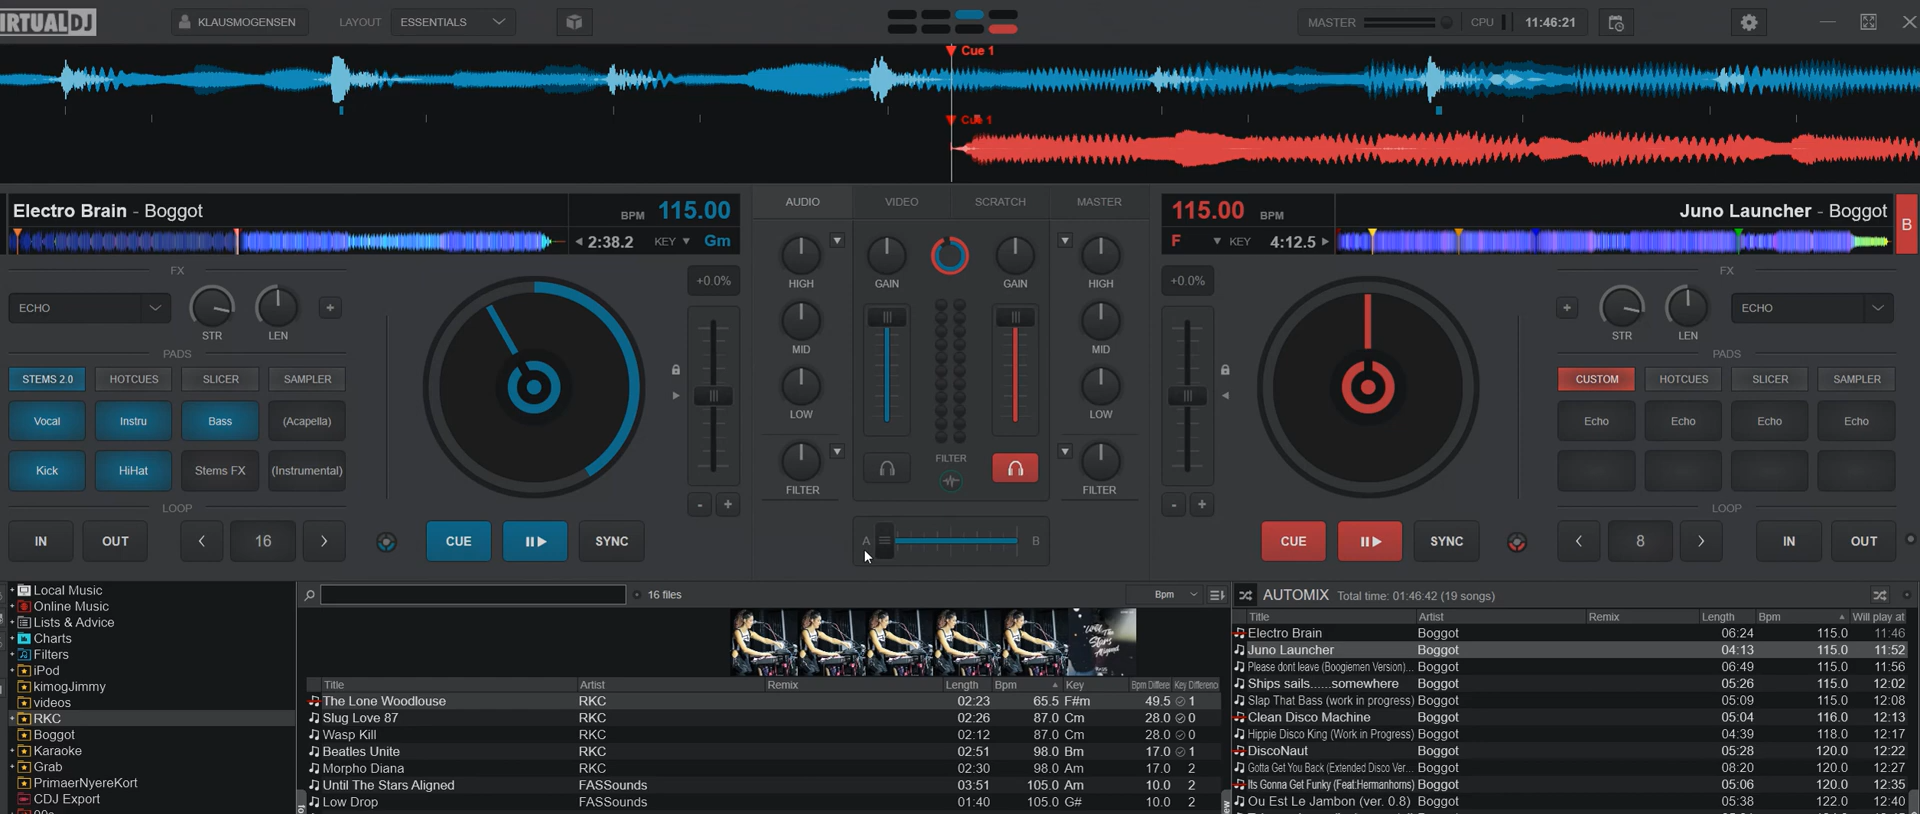 IRTUALDJ KLAUSMOGENSEN LAYOUT ESSENTIALS MASTER CPU 11:46:21
Cue 1
Cue 1
Electro Brain - Boggot BPM 115.00
2:38.2 KEY Gm
AUDIO VIDEO SCRATCH MASTER
115.00 BPM Juno Launcher - Boggot B
F KEY 4:12.5
FX
+0.0%
ECHO STR LEN +
PADS
STEMS 2.0 HOTCUES SLICER SAMPLER
Vocal Instru Bass (Acapella)
Kick HiHat Stems FX (Instrumental)
LOOP
IN OUT < 16 > CUE SYNC
- +
HIGH GAIN GAIN HIGH
MID MID
LOW LOW
FILTER FILTER FILTER
A B
+0.0%
FX
+ STR LEN ECHO
PADS
CUSTOM HOTCUES SLICER SAMPLER
Echo Echo Echo Echo
LOOP
- +
CUE SYNC < 8 > IN OUT
Local Music
Online Music
Lists & Advice
Charts
Filters
iPod
kimogJimmy
videos
RKC
Boggot
Karaoke
Grab
PrimaerNyereKort
CDJ Export
16 files Bpm
Title Artist Remix Length Bpm Key Bpm Differe Key Differenc
The Lone Woodlouse RKC 02:23 65.5 F#m 49.5 1
Slug Love 87 RKC 02:26 87.0 Cm 28.0 0
Wasp Kill RKC 02:12 87.0 Cm 28.0 0
Beatles Unite RKC 02:51 98.0 Bm 17.0 1
Morpho Diana RKC 02:30 98.0 Am 17.0 2
Until The Stars Aligned FASSounds 03:51 105.0 Am 10.0 2
Low Drop FASSounds 01:40 105.0 G# 10.0 2
AUTOMIX Total time: 01:46:42 (19 songs)
Title Artist Remix Length Bpm Will play at
Electro Brain Boggot 06:24 115.0 11:46
Juno Launcher Boggot 04:13 115.0 11:52
Please dont leave (Boogiemen Version)... Boggot 06:49 115.0 11:56
Ships sails......somewhere Boggot 05:26 115.0 12:02
Slap That Bass (work in progress) Boggot 05:09 115.0 12:08
Clean Disco Machine Boggot 05:04 116.0 12:13
Hippie Disco King (Work in Progress) Boggot 04:39 118.0 12:17
DiscoNaut Boggot 05:28 120.0 12:22
Gotta Get You Back (Extended Disco Ver... Boggot 08:20 120.0 12:27
Its Gonna Get Funky (Feat.Hermanhorns) Boggot 05:06 120.0 12:35
Ou Est Le Jambon (ver. 0.8) Boggot 05:38 122.0 12:40